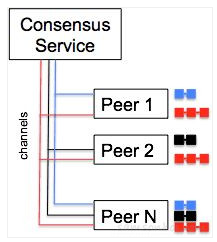 Consensus
Service
channels
Peer 1
Peer 2
Peer N